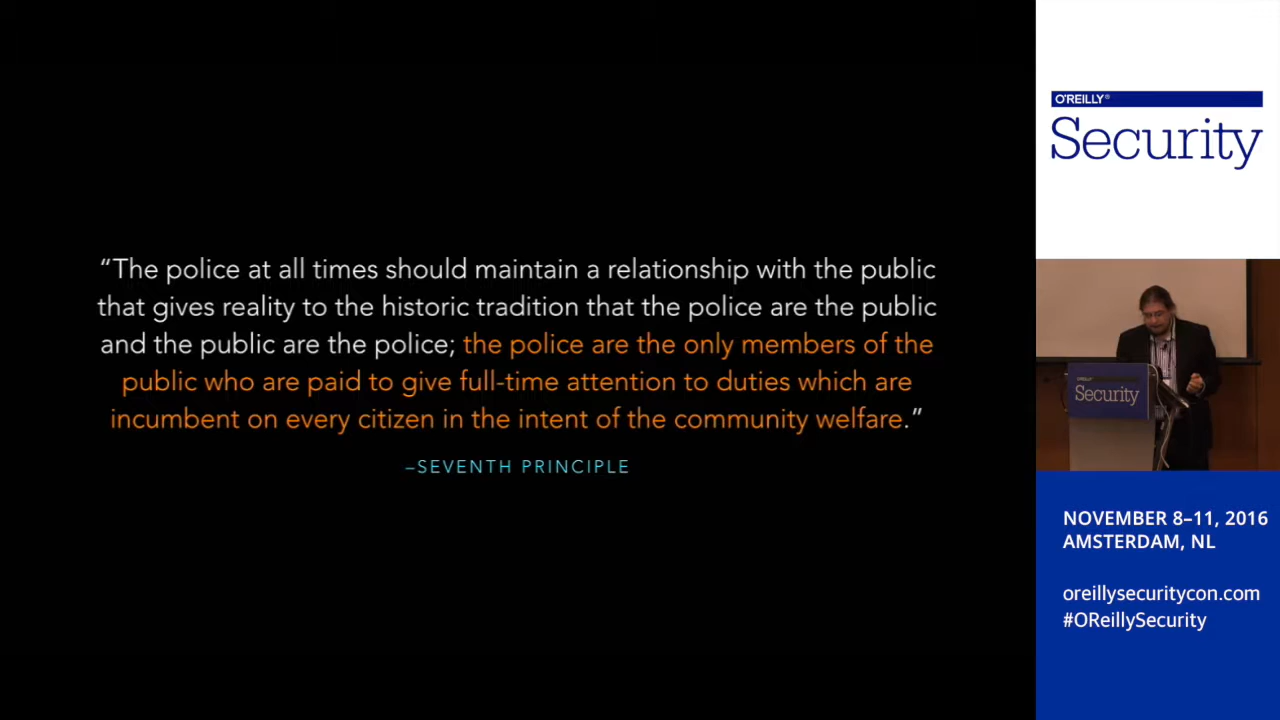 “The police at all times should maintain a relationship with the public
that gives reality to the historic tradition that the police are the public
and the public are the police; the police are the only members of the
public who are paid to give full-time attention to duties which are
incumbent on every citizen in the intent of the community welfare.”
–SEVENTH PRINCIPLE
O'REILLY®
Security
Security
NOVEMBER 8–11, 2016
AMSTERDAM, NL
oreillysecuritycon.com
#OReillySecurity